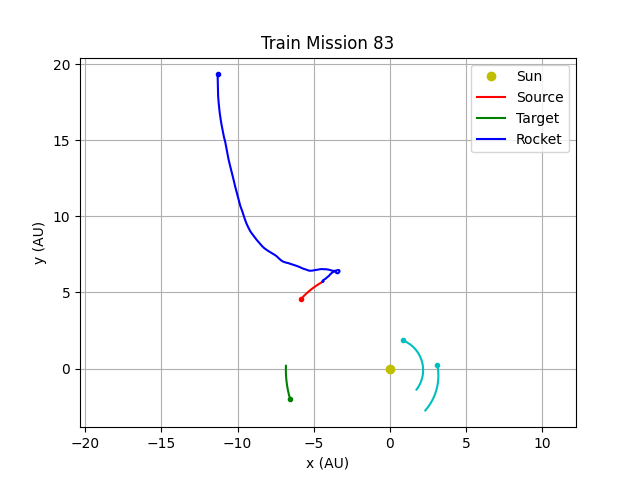 Train Mission 83
Sun
Source
Target
Rocket
20
15
10
5
0
y (AU)
−20
−15
−10
−5
0
5
10
x (AU)